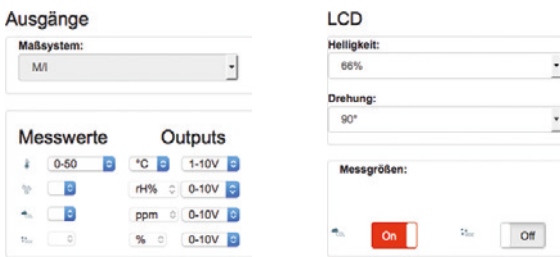 Ausgänge
Maßsystem:
M/I
Messwerte Outputs
0-50 °C 1-10V
rH% 0-10V
ppm 0-10V
% 0-10V
LCD
Helligkeit:
66%
Drehung:
90°
Messgrößen:
On Off